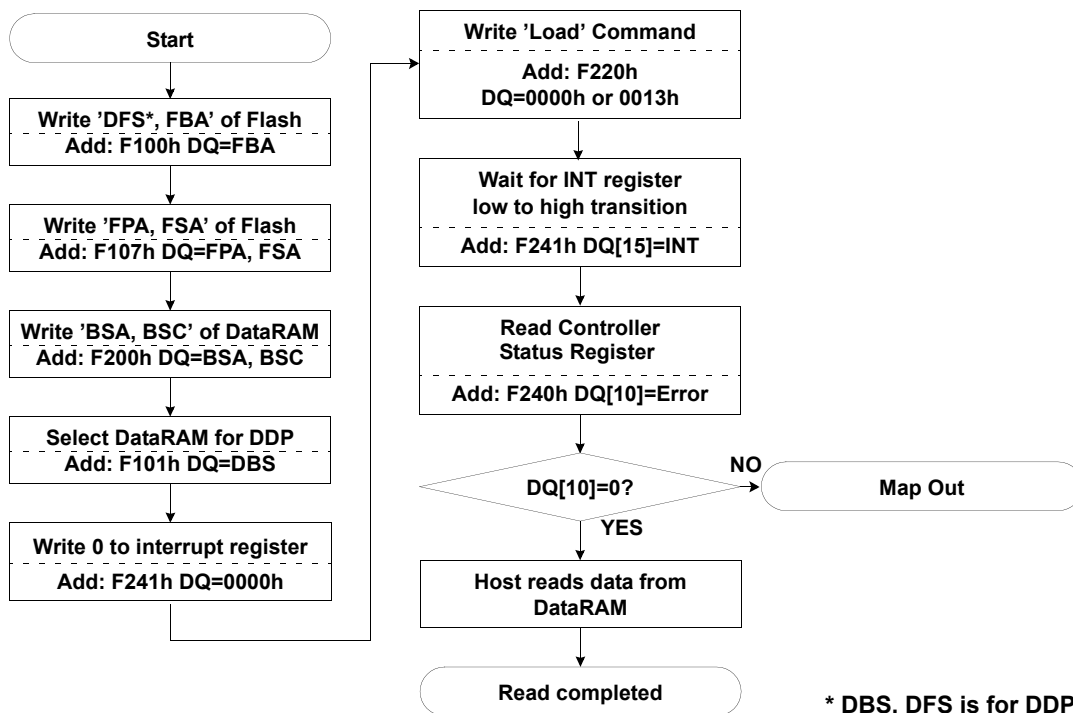 Start
Write ’DFS*, FBA’ of Flash
Add: F100h DQ=FBA
Write ’FPA, FSA’ of Flash
Add: F107h DQ=FPA, FSA
Write ’BSA, BSC’ of DataRAM
Add: F200h DQ=BSA, BSC
Select DataRAM for DDP
Add: F101h DQ=DBS
Write 0 to interrupt register
Add: F241h DQ=0000h
Write ’Load’ Command
Add: F220h
DQ=0000h or 0013h
Wait for INT register
low to high transition
Add: F241h DQ[15]=INT
Read Controller
Status Register
Add: F240h DQ[10]=Error
DQ[10]=0?
NO
Map Out
YES
Host reads data from
DataRAM
Read completed
* DBS, DFS is for DDP